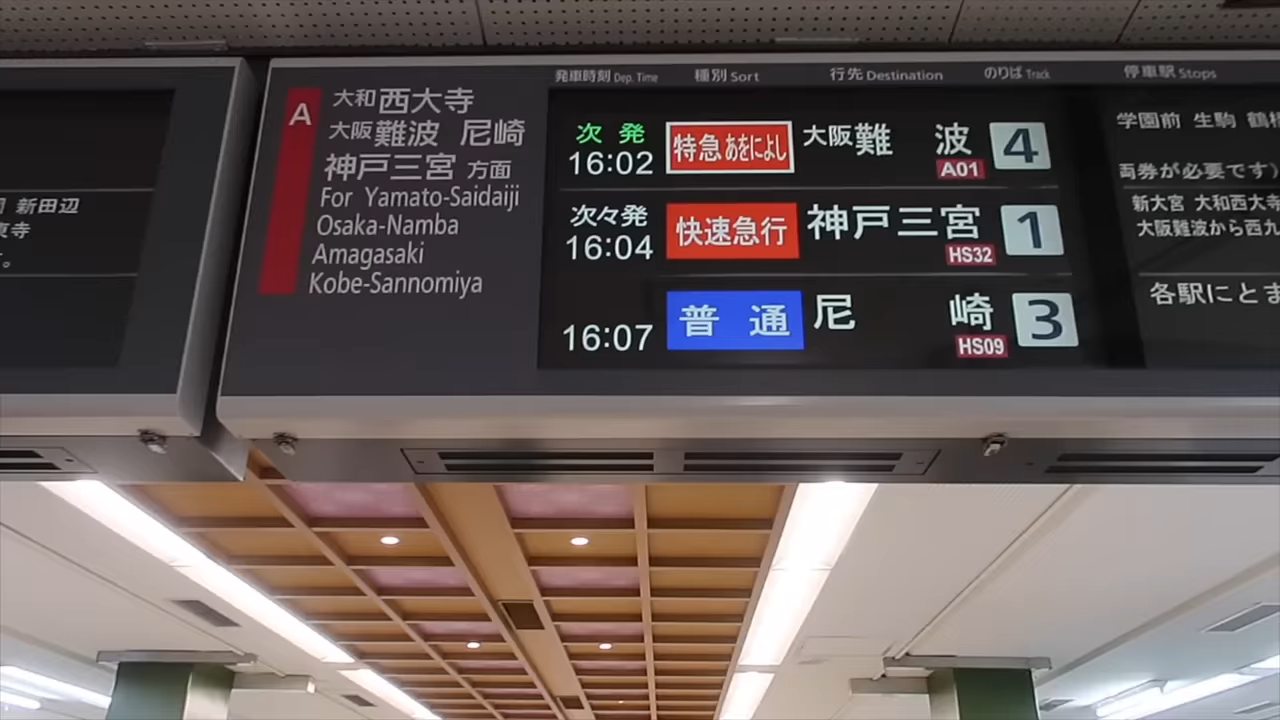 新田辺
A
大和西大寺
大阪難波 尼崎
神戸三宮 方面
For Yamato-Saidaiji
Osaka-Namba
Amagasaki
Kobe-Sannomiya
発車時刻 Dep. Time 種別 Sort 行先 Destination のりば Track 停車駅 Stops
次発
16:02 特急 あをによし 大阪難波 A01 4
学園前 生駒 鶴橋
両券が必要です)
次々発
16:04 快速急行 神戸三宮 HS32 1
新大宮 大和西大寺
大阪難波から西九
16:07 普通 尼崎 HS09 3
各駅にとま